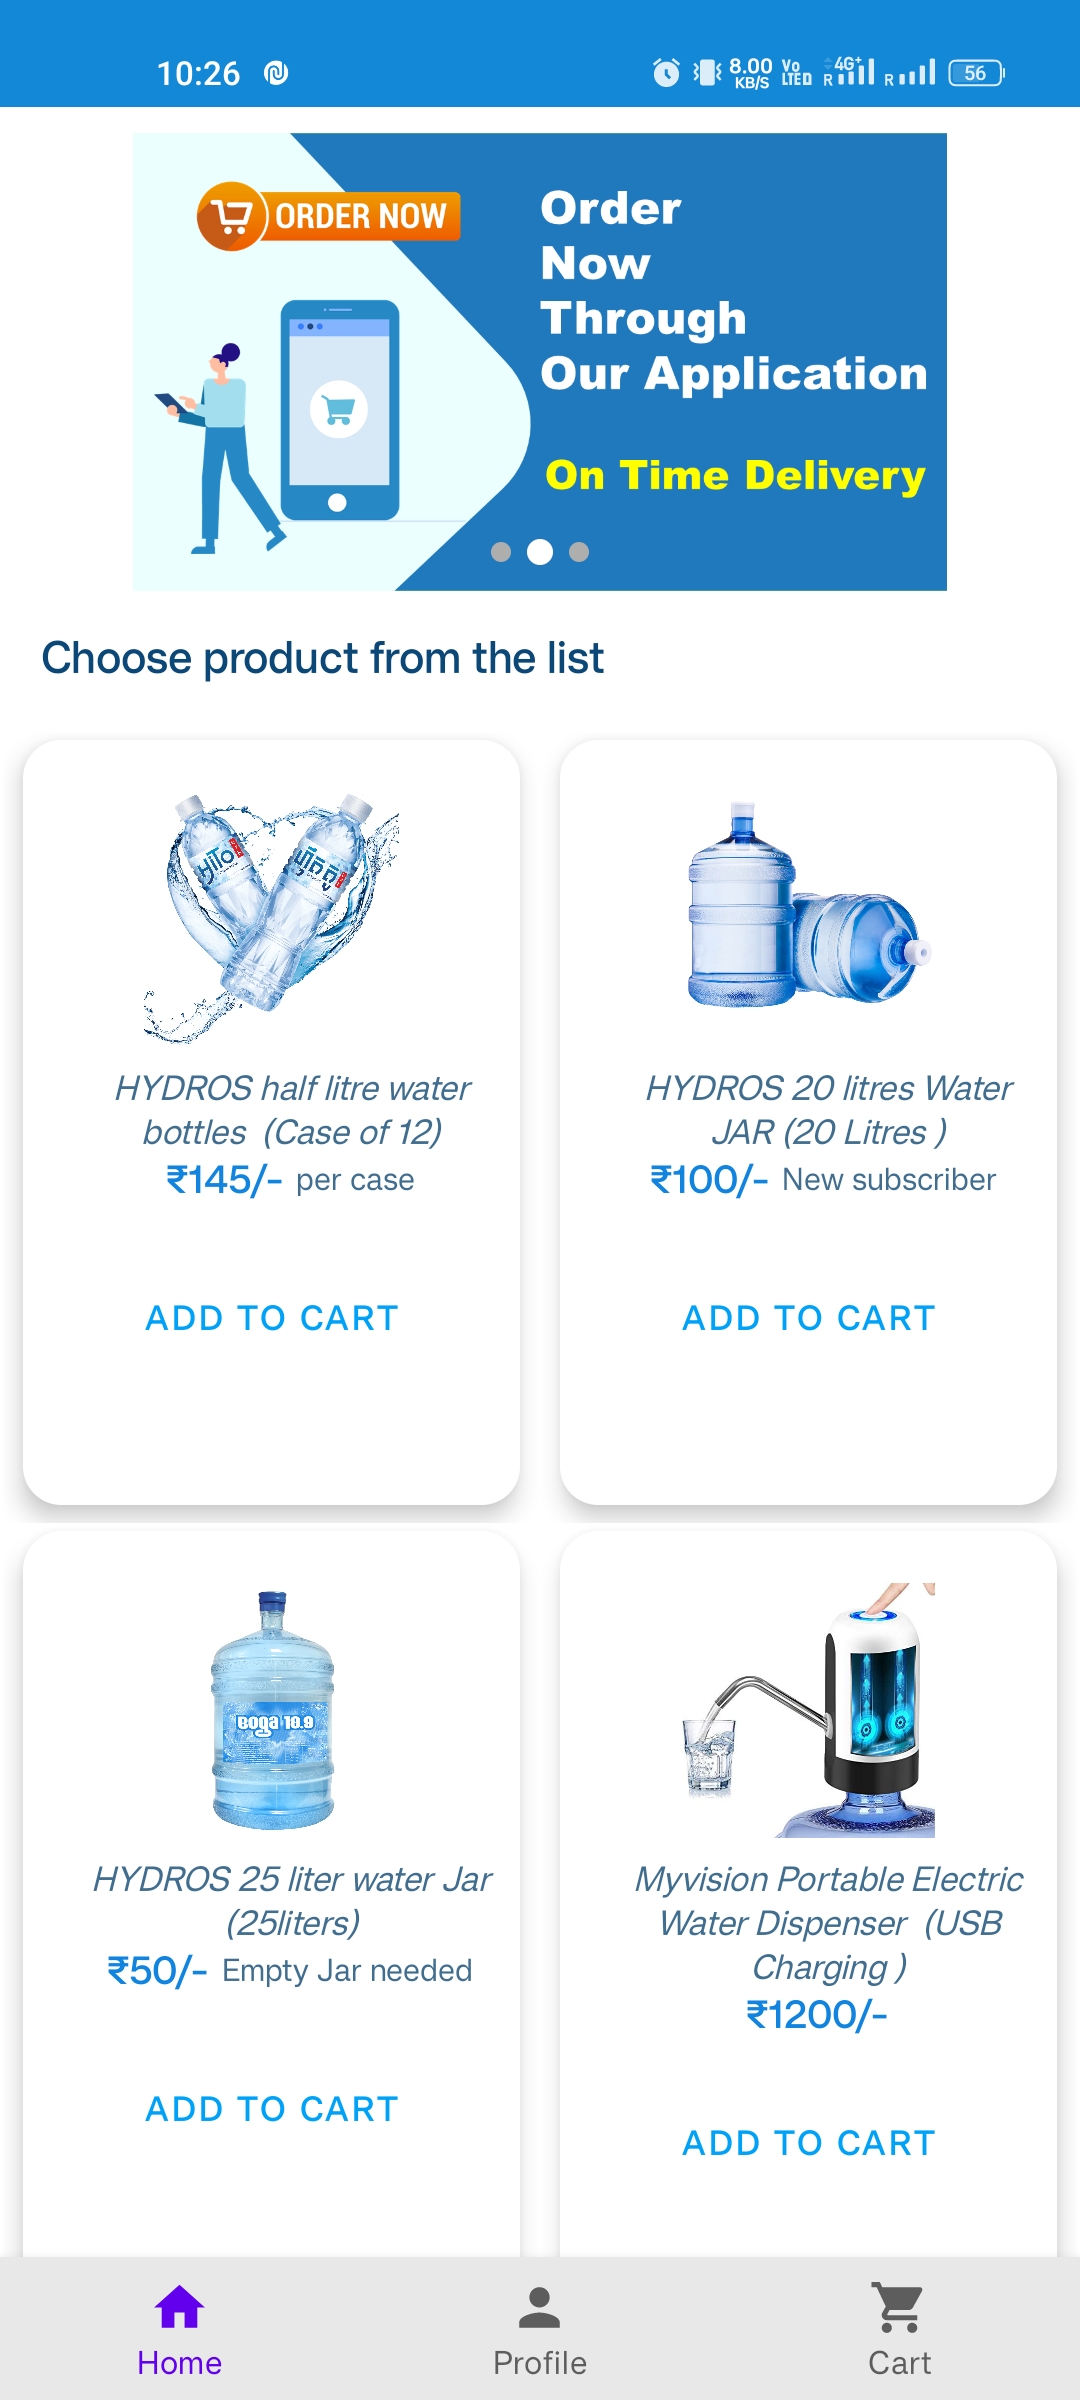 10:26
8.00
KB/S
Vo
LTE
4G+
R
R
56
ORDER NOW
Order
Now
Through
Our Application
On Time Delivery
Choose product from the list
HYDROS half litre water
bottles (Case of 12)
₹145/- per case
ADD TO CART
HYDROS 20 litres Water
JAR (20 Litres )
₹100/- New subscriber
ADD TO CART
HYDROS 25 liter water Jar
(25liters)
₹50/- Empty Jar needed
ADD TO CART
Myvision Portable Electric
Water Dispenser (USB
Charging )
₹1200/-
ADD TO CART
Home
Profile
Cart